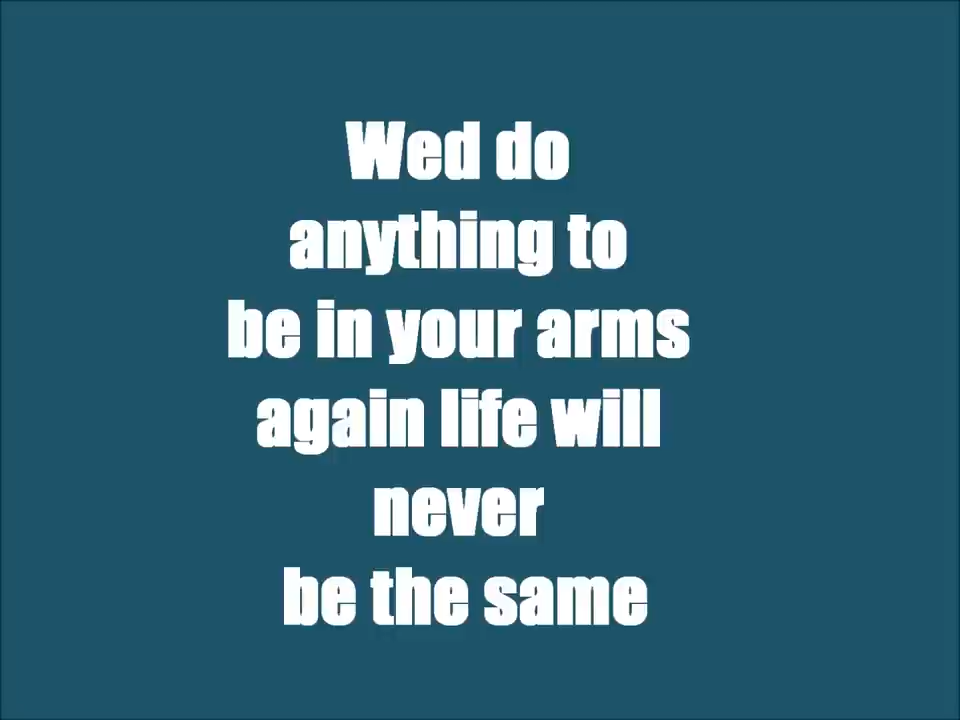 Wed do
anything to
be in your arms
again life will
never
be the same